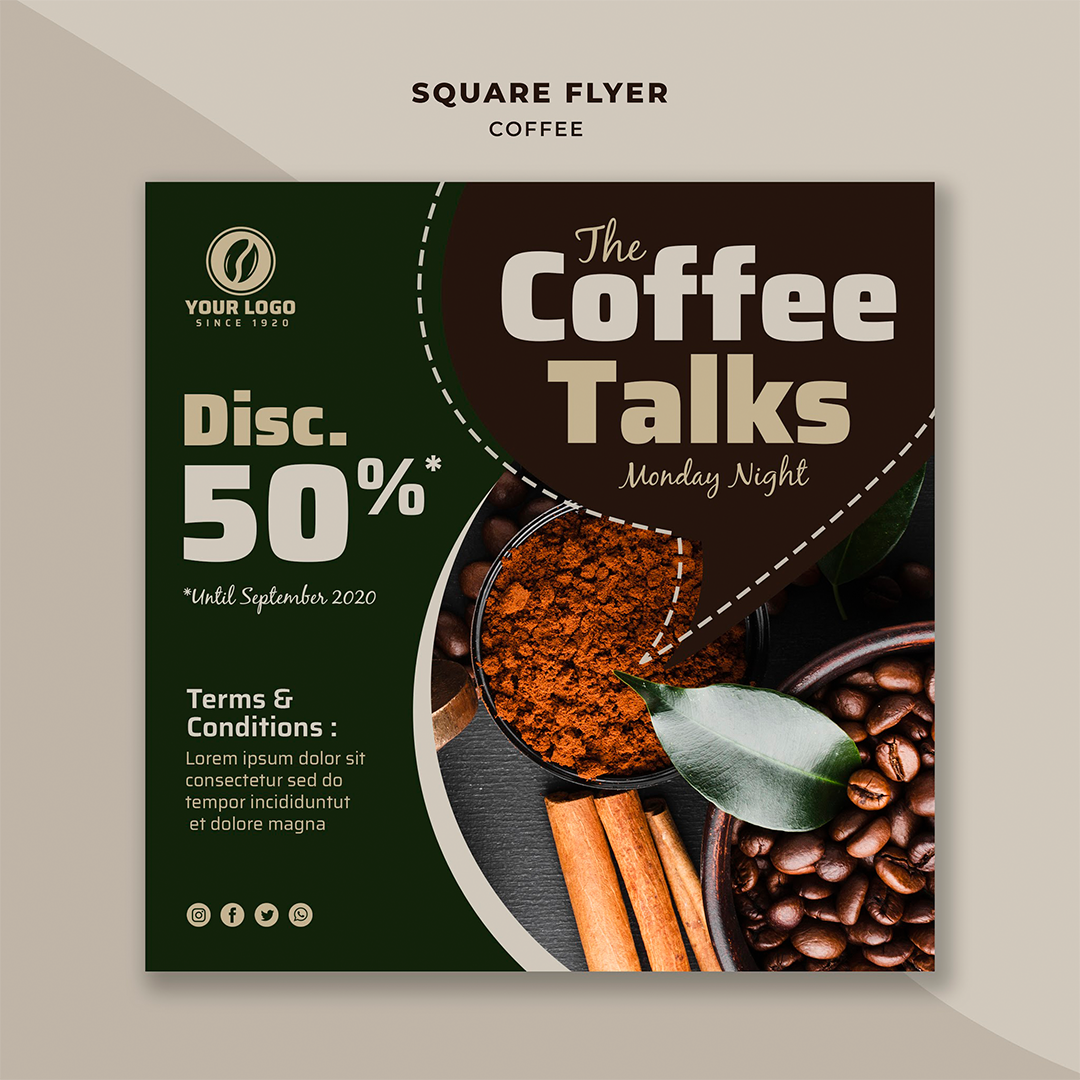 SQUARE FLYER
COFFEE
YOUR LOGO
SINCE 1920
The
Coffee
Talks
Monday Night
Disc.
50%*
*Until September 2020
Terms &
Conditions :
Lorem ipsum dolor sit
consectetur sed do
tempor incididuntut
et dolore magna